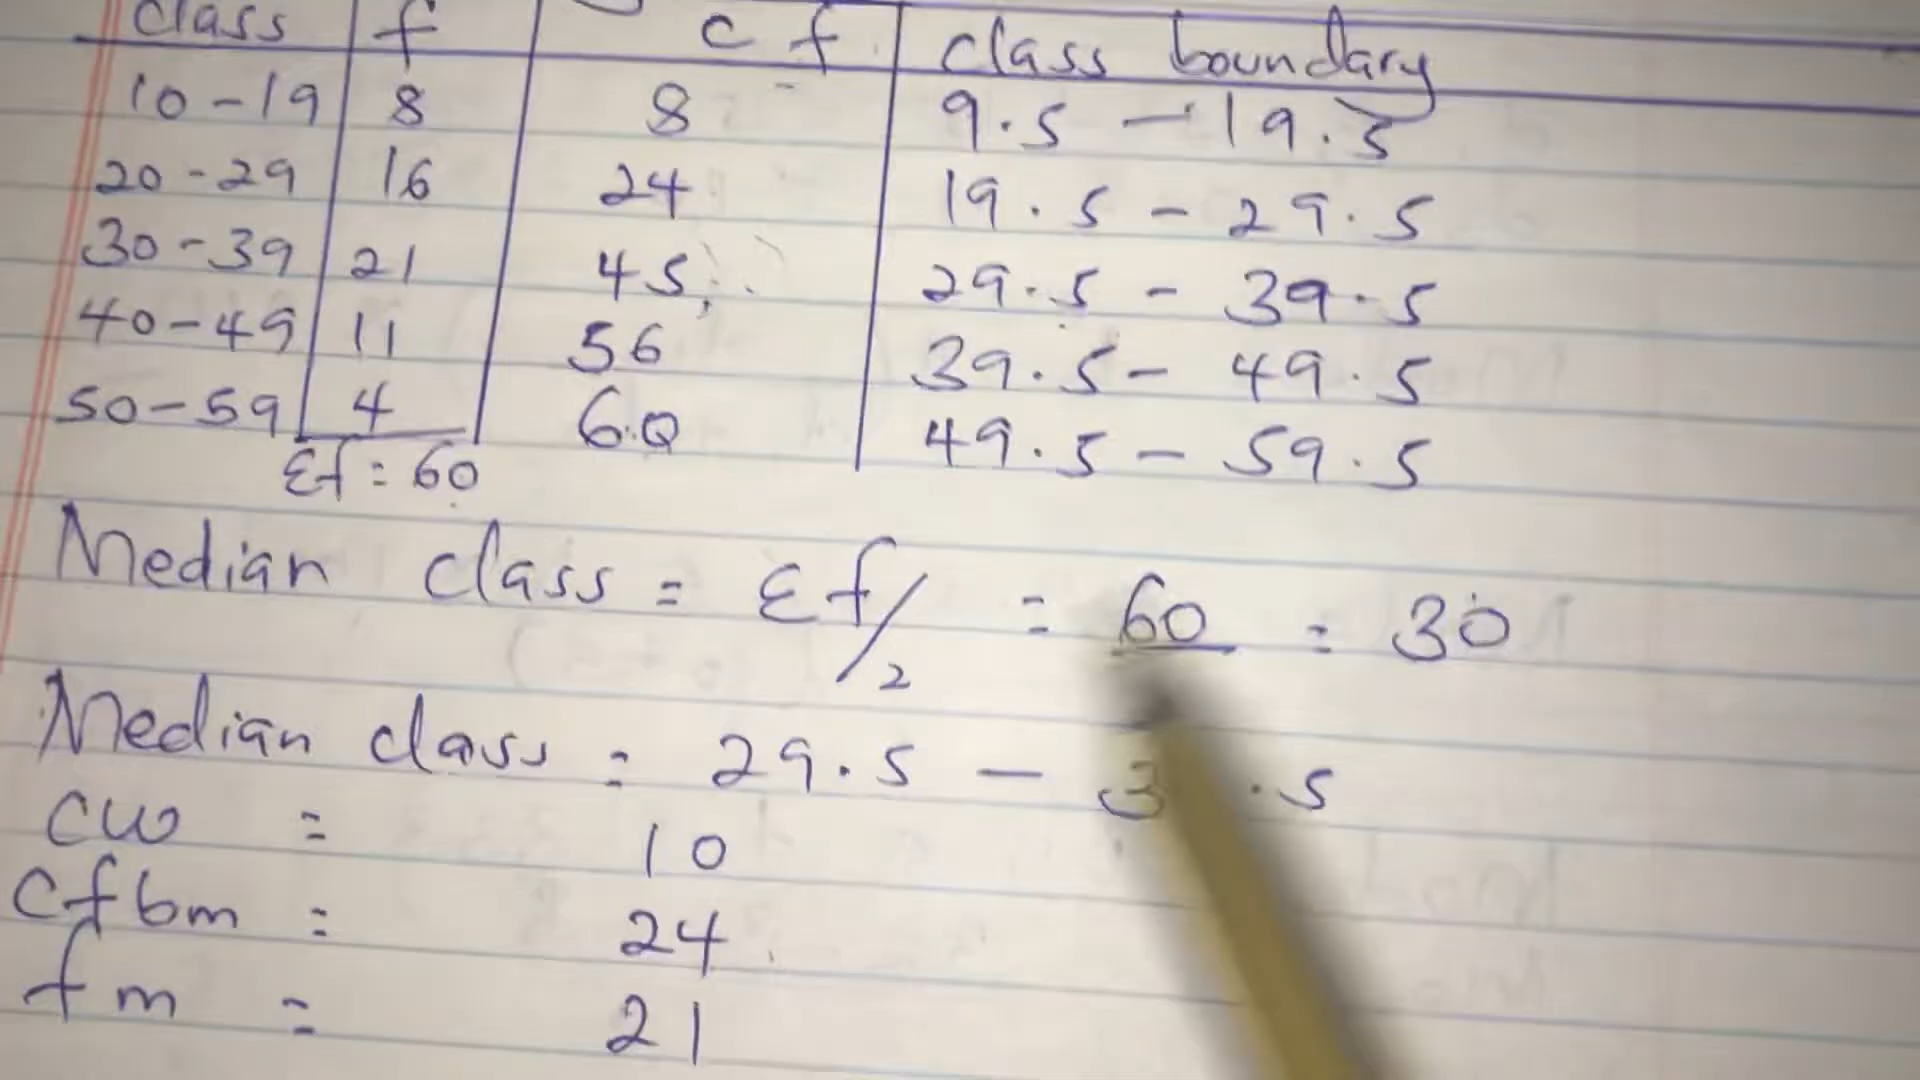 class f cf class boundary
10-19 8 8 9.5 - 19.5
20-29 16 24 19.5 - 29.5
30-39 21 45 29.5 - 39.5
40-49 11 56 39.5 - 49.5
50-59 4 60 49.5 - 59.5
Σf = 60
Median class = Σf/2 = 60 = 30
Median class = 29.5 - 3 .5
cw = 10
cfbm = 24
fm = 21